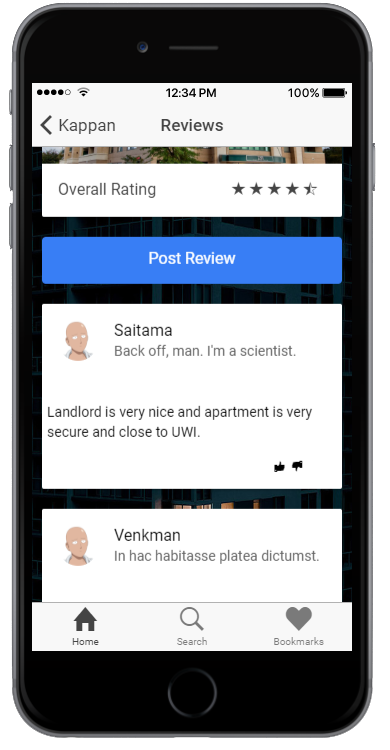 12:34 PM 100%
Kappan Reviews
Overall Rating
Post Review
Saitama
Back off, man. I'm a scientist.
Landlord is very nice and apartment is very
secure and close to UWI.
Venkman
In hac habitasse platea dictumst.
Home Search Bookmarks